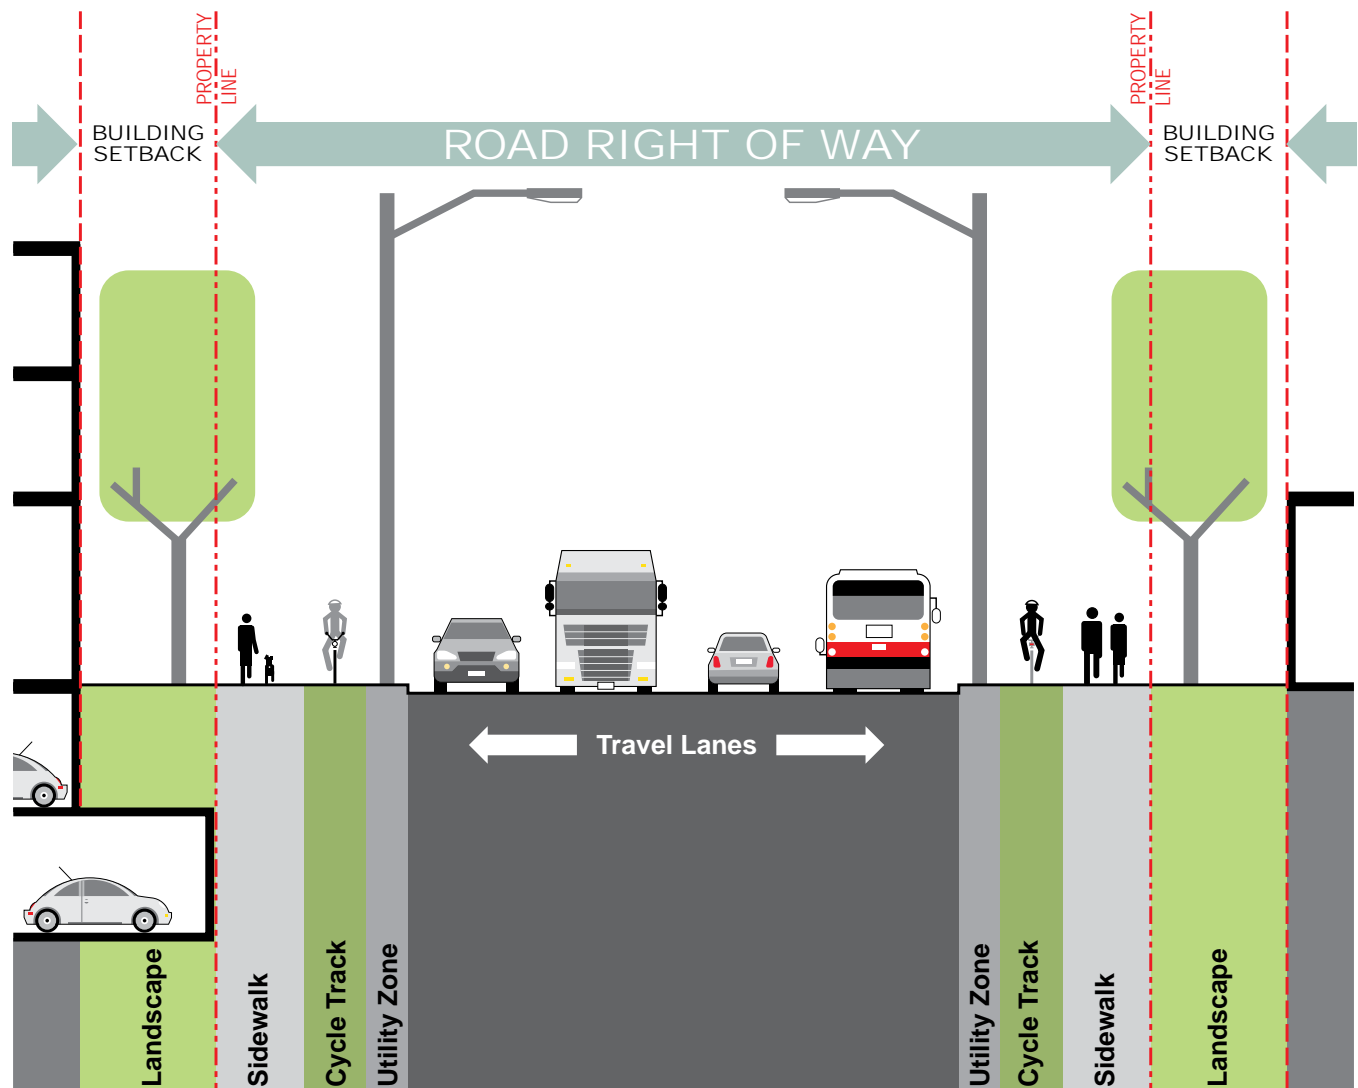 PROPERTY
LINE
PROPERTY
LINE
BUILDING
SETBACK
ROAD RIGHT OF WAY
BUILDING
SETBACK
Travel Lanes
Landscape
Sidewalk
Cycle Track
Utility Zone
Utility Zone
Cycle Track
Sidewalk
Landscape